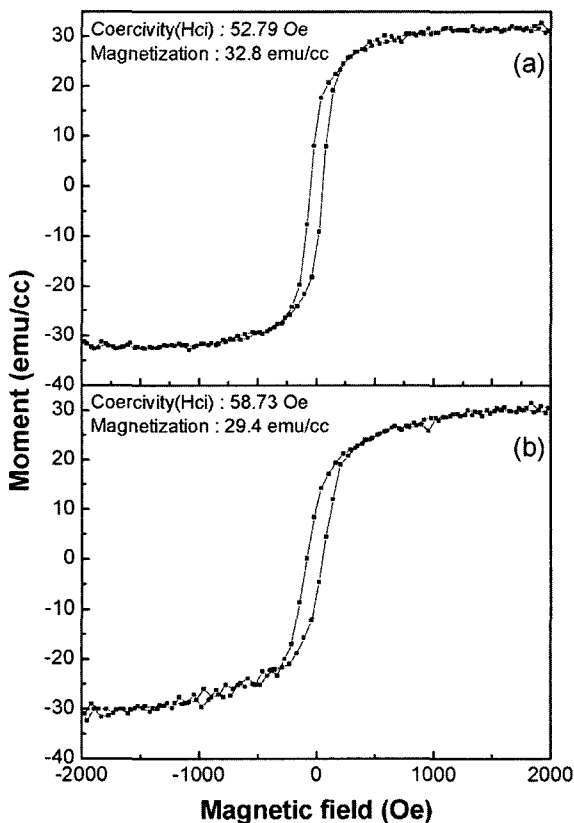 Coercivity(Hci) : 52.79 Oe
Magnetization : 32.8 emu/cc
(a)
30
20
10
0
-10
-20
-30
-40
Coercivity(Hci) : 58.73 Oe
Magnetization : 29.4 emu/cc
(b)
30
20
10
0
-10
-20
-30
-40
Moment (emu/cc)
-2000 -1000 0 1000 2000
Magnetic field (Oe)